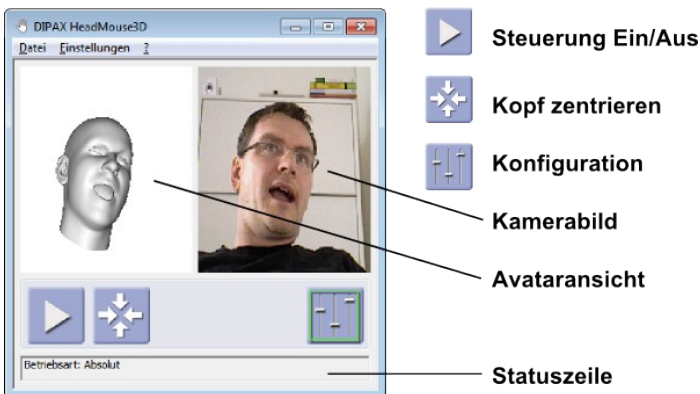 DIPAX HeadMouse3D
Datei Einstellungen ?
Steuerung Ein/Aus
Kopf zentrieren
Konfiguration
Kamerabild
Avataransicht
Betriebsart: Absolut
Statuszeile